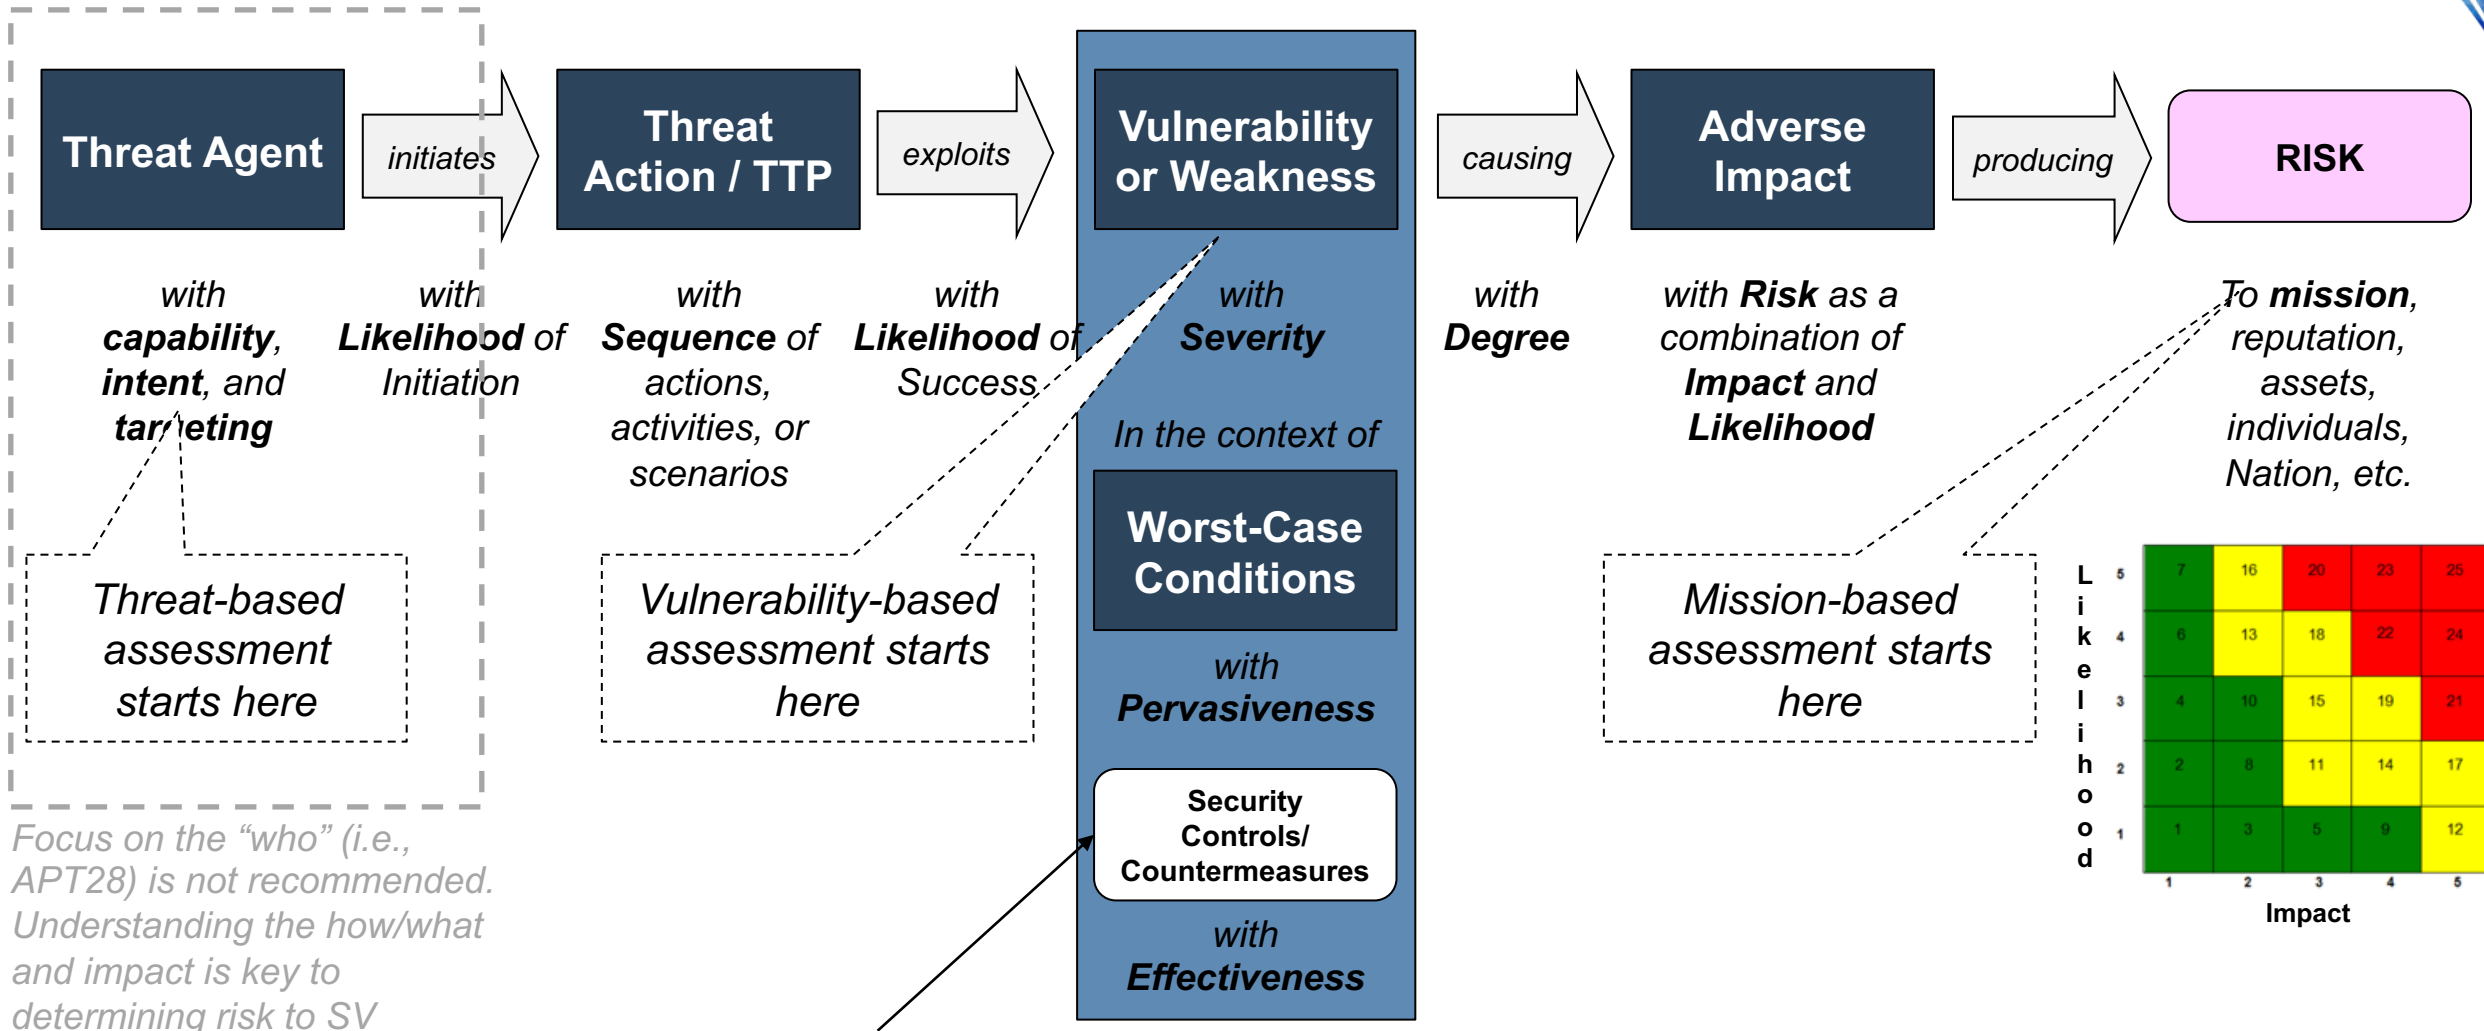 Threat Agent
initiates
Threat
Action / TTP
exploits
Vulnerability
or Weakness
causing
Adverse
Impact
producing
RISK
with
capability,
intent, and
targeting
with
Likelihood of
Initiation
with
Sequence of
actions,
activities, or
scenarios
with
Likelihood of
Success
with
Severity
In the context of
Worst-Case
Conditions
with
Pervasiveness
Security
Controls/
Countermeasures
with
Effectiveness
with
Degree
with Risk as a
combination of
Impact and
Likelihood
To mission,
reputation,
assets,
individuals,
Nation, etc.
Threat-based
assessment
starts here
Vulnerability-based
assessment starts
here
Mission-based
assessment starts
here
Focus on the “who” (i.e.,
APT28) is not recommended.
Understanding the how/what
and impact is key to
determining risk to SV
Likelihood
5 7 16 20 23 25
4 6 13 18 22 24
3 4 10 15 19 21
2 2 8 11 14 17
1 1 3 5 9 12
1 2 3 4 5
Impact